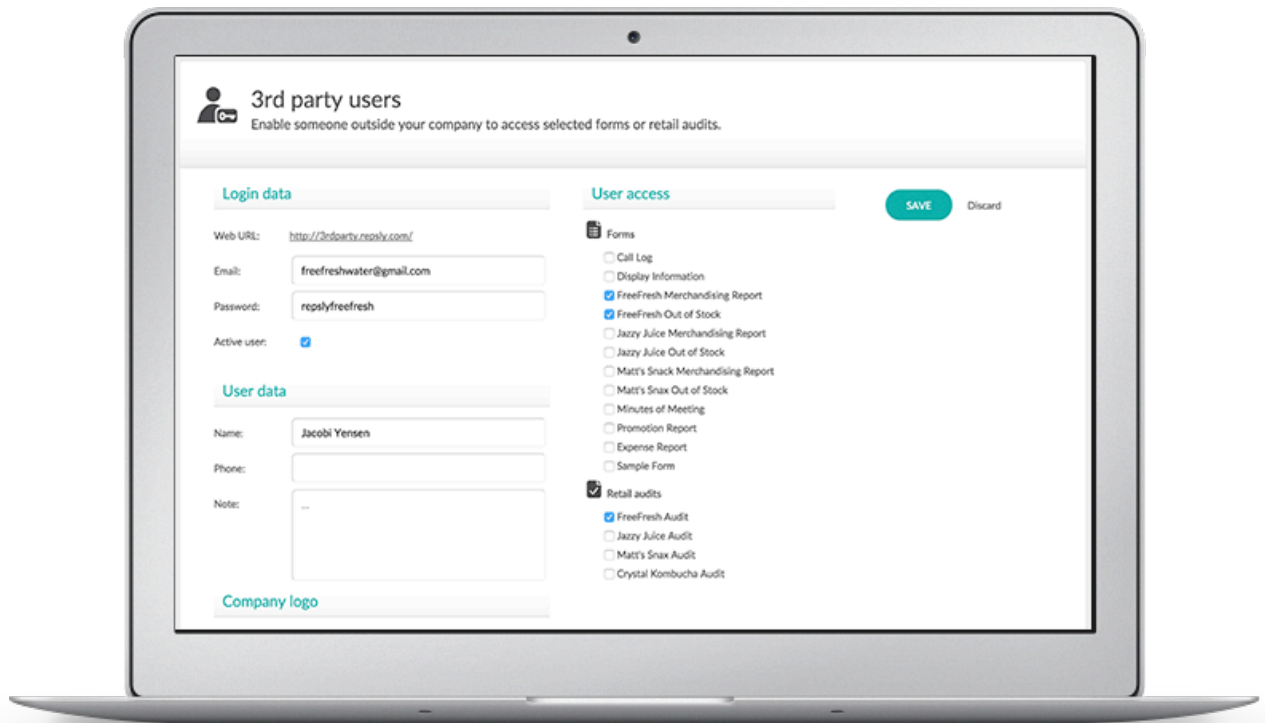 3rd party users
Enable someone outside your company to access selected forms or retail audits.
Login data
Web URL: http://3rdparty.repsly.com/
Email: freefreshwater@gmail.com
Password: repslyfreefresh
Active user:
User data
Name: Jacobi Yensen
Phone:
Note: ...
Company logo
User access
Forms
Call Log
Display Information
FreeFresh Merchandising Report
FreeFresh Out of Stock
Jazzy Juice Merchandising Report
Jazzy Juice Out of Stock
Matt's Snack Merchandising Report
Matt's Snax Out of Stock
Minutes of Meeting
Promotion Report
Expense Report
Sample Form
Retail audits
FreeFresh Audit
Jazzy Juice Audit
Matt's Snax Audit
Crystal Kombucha Audit
SAVE Discard